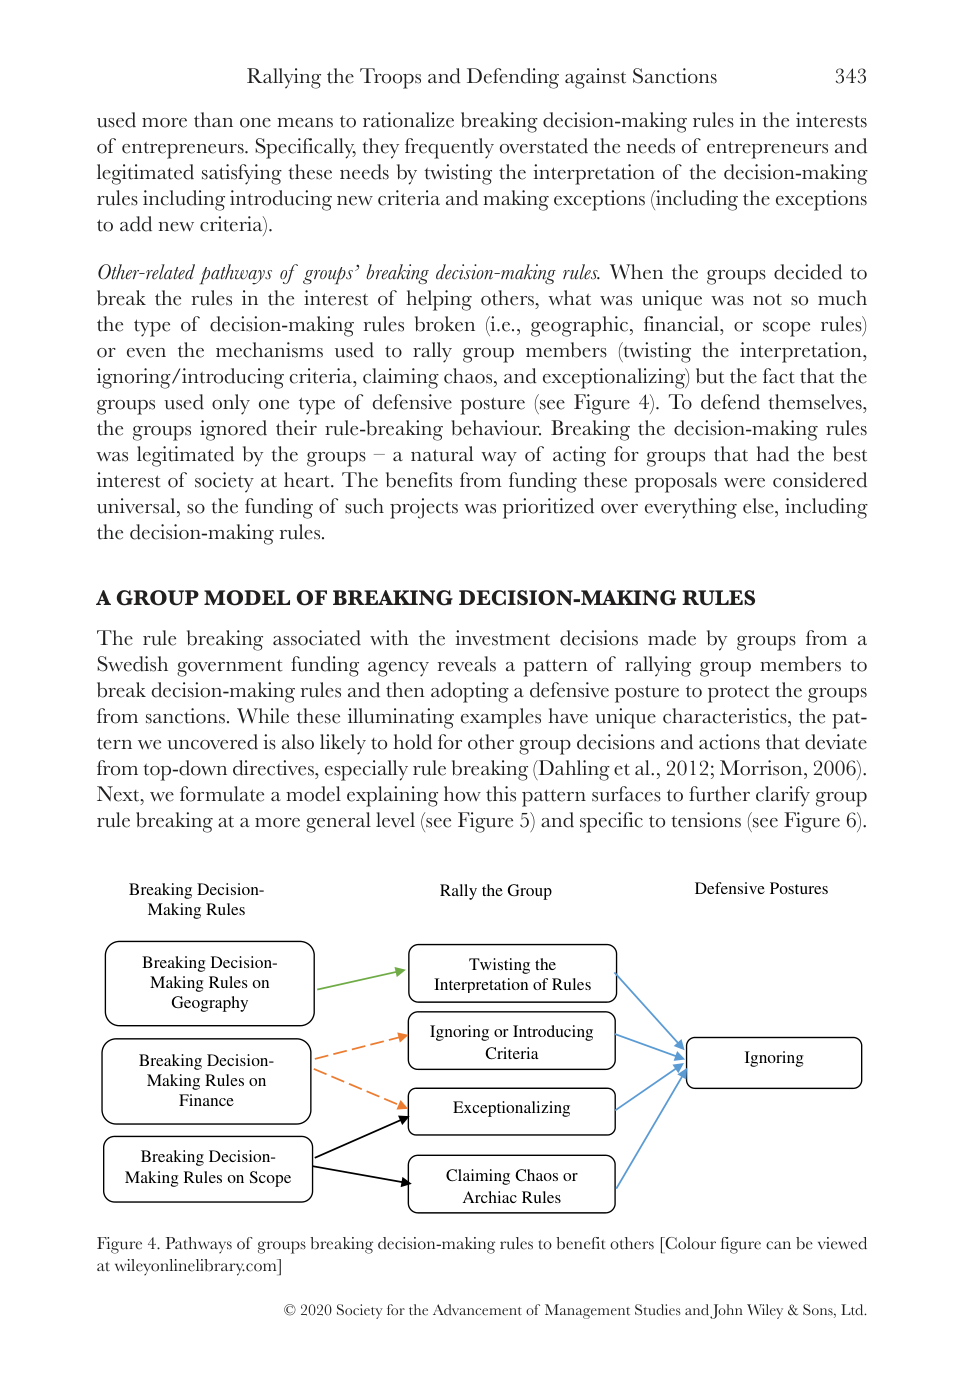 Rallying the Troops and Defending against Sanctions 343
used more than one means to rationalize breaking decision-making rules in the interests
of entrepreneurs. Specifically, they frequently overstated the needs of entrepreneurs and
legitimated satisfying these needs by twisting the interpretation of the decision-making
rules including introducing new criteria and making exceptions (including the exceptions
to add new criteria).
Other-related pathways of groups’ breaking decision-making rules. When the groups decided to
break the rules in the interest of helping others, what was unique was not so much
the type of decision-making rules broken (i.e., geographic, financial, or scope rules)
or even the mechanisms used to rally group members (twisting the interpretation,
ignoring/introducing criteria, claiming chaos, and exceptionalizing) but the fact that the
groups used only one type of defensive posture (see Figure 4). To defend themselves,
the groups ignored their rule-breaking behaviour. Breaking the decision-making rules
was legitimated by the groups – a natural way of acting for groups that had the best
interest of society at heart. The benefits from funding these proposals were considered
universal, so the funding of such projects was prioritized over everything else, including
the decision-making rules.
A GROUP MODEL OF BREAKING DECISION-MAKING RULES
The rule breaking associated with the investment decisions made by groups from a
Swedish government funding agency reveals a pattern of rallying group members to
break decision-making rules and then adopting a defensive posture to protect the groups
from sanctions. While these illuminating examples have unique characteristics, the pat-
tern we uncovered is also likely to hold for other group decisions and actions that deviate
from top-down directives, especially rule breaking (Dahling et al., 2012; Morrison, 2006).
Next, we formulate a model explaining how this pattern surfaces to further clarify group
rule breaking at a more general level (see Figure 5) and specific to tensions (see Figure 6).
Breaking Decision-
Making Rules
Rally the Group
Defensive Postures
Breaking Decision-
Making Rules on
Geography
Breaking Decision-
Making Rules on
Finance
Breaking Decision-
Making Rules on Scope
Twisting the
Interpretation of Rules
Ignoring or Introducing
Criteria
Exceptionalizing
Claiming Chaos or
Archiac Rules
Ignoring
Figure 4. Pathways of groups breaking decision-making rules to benefit others [Colour figure can be viewed
at wileyonlinelibrary.com]
© 2020 Society for the Advancement of Management Studies and John Wiley & Sons, Ltd.